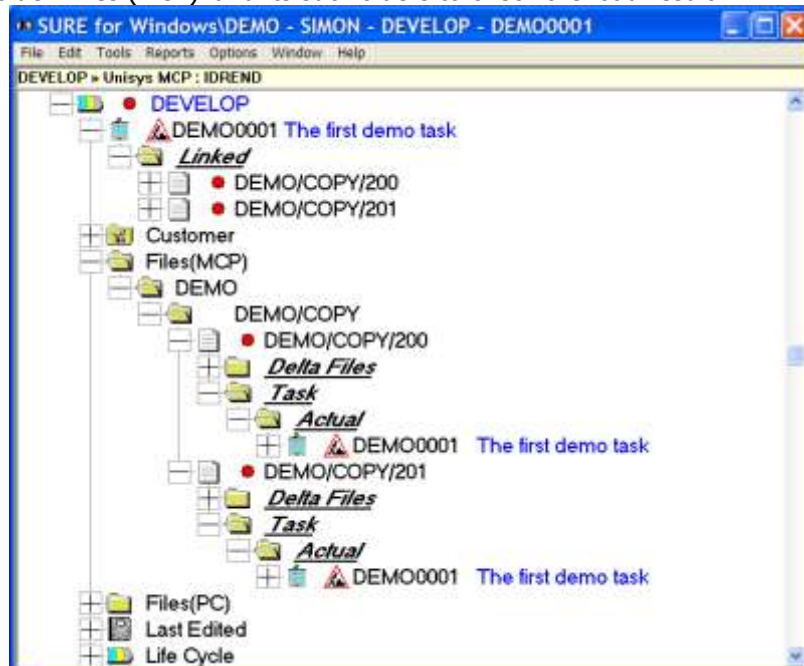 SURE for Windows\DEMO - SIMON - DEVELOP - DEMO0001
File Edit Tools Reports Options Window Help
DEVELOP » Unisys MCP : IDREND
DEVELOP
DEMO0001 The first demo task
Linked
DEMO/COPY/200
DEMO/COPY/201
Customer
Files(MCP)
DEMO
DEMO/COPY
DEMO/COPY/200
Delta Files
Task
Actual
DEMO0001 The first demo task
DEMO/COPY/201
Delta Files
Task
Actual
DEMO0001 The first demo task
Files(PC)
Last Edited
Life Cycle